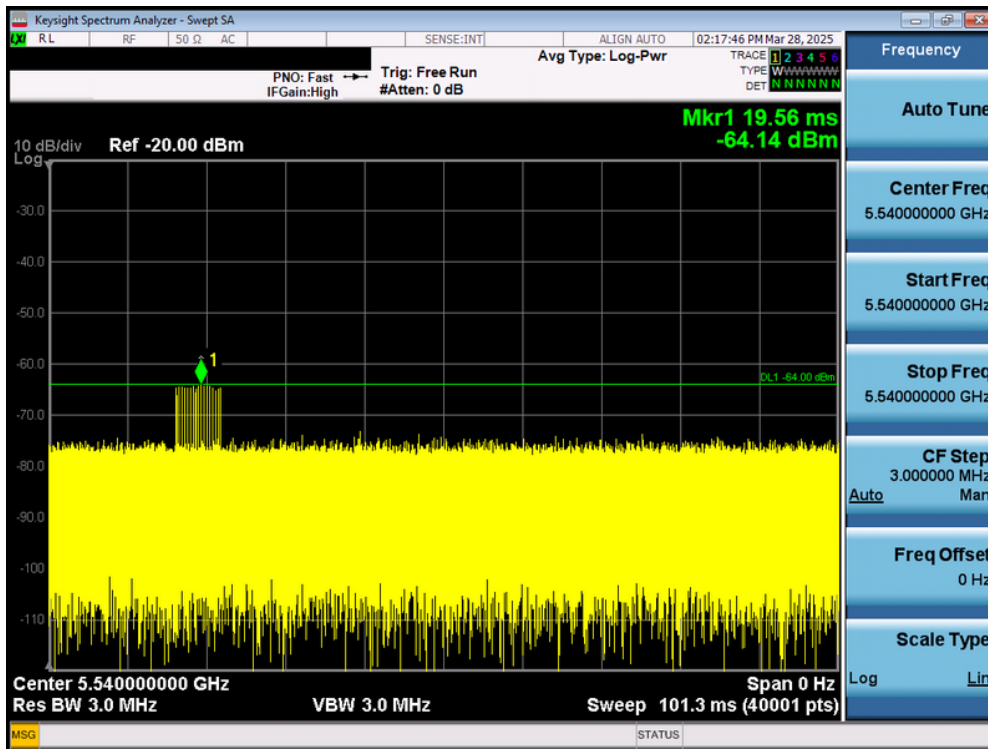 Keysight Spectrum Analyzer - Swept SA
LXI RL RF 50 Ω AC SENSE:INT ALIGN AUTO 02:17:46 PM Mar 28, 2025
PNO: Fast Trig: Free Run Avg Type: Log-Pwr TRACE 1 2 3 4 5 6
IFGain:High #Atten: 0 dB TYPE WWWWWWW
DET N N N N N N
Mkr1 19.56 ms
-64.14 dBm
10 dB/div Ref -20.00 dBm
Log
-30.0
-40.0
-50.0
-60.0
1
DL1 -64.00 dBm
-70.0
-80.0
-90.0
-100
-110
Center 5.540000000 GHz Span 0 Hz
Res BW 3.0 MHz VBW 3.0 MHz Sweep 101.3 ms (40001 pts)
MSG STATUS
Frequency
Auto Tune
Center Freq
5.540000000 GHz
Start Freq
5.540000000 GHz
Stop Freq
5.540000000 GHz
CF Step
3.000000 MHz
Auto Man
Freq Offset
0 Hz
Scale Type
Log Lin